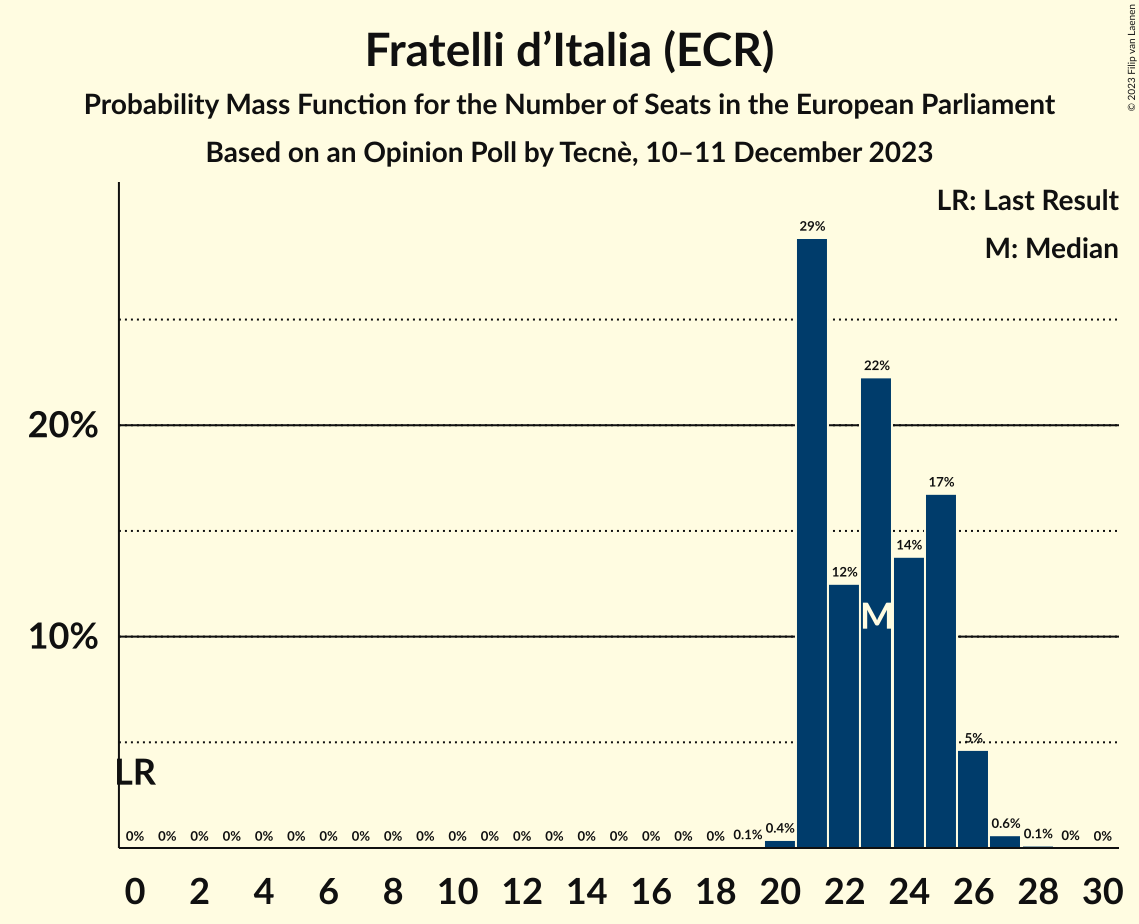 Fratelli d’Italia (ECR)
Probability Mass Function for the Number of Seats in the European Parliament
Based on an Opinion Poll by Tecnè, 10–11 December 2023
© 2023 Filip van Laenen
LR: Last Result
M: Median
29%
22%
20%
17%
14%
12%
M
10%
5%
LR
0% 0% 0% 0% 0% 0% 0% 0% 0% 0% 0% 0% 0% 0% 0% 0% 0% 0% 0% 0.1% 0.4% 0.6% 0.1% 0% 0%
0 2 4 6 8 10 12 14 16 18 20 22 24 26 28 30